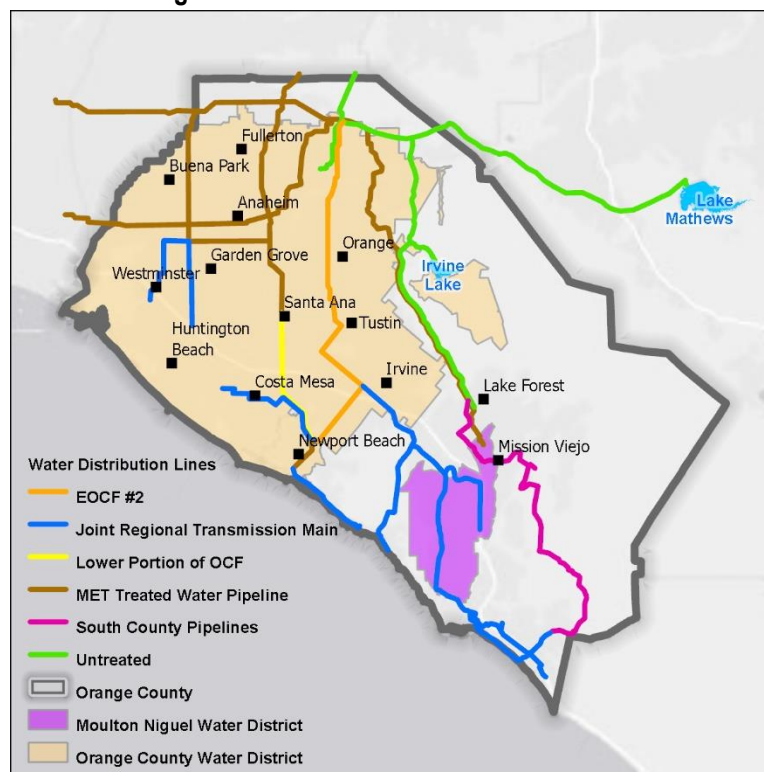 Fullerton
Buena Park
Anaheim
Lake
Mathews
Garden Grove
Orange
Irvine
Lake
Westminster
Santa Ana
Tustin
Huntington
Beach
Irvine
Costa Mesa
Lake Forest
Newport Beach
Mission Viejo
Water Distribution Lines
EOCF #2
Joint Regional Transmission Main
Lower Portion of OCF
MET Treated Water Pipeline
South County Pipelines
Untreated
Orange County
Moulton Niguel Water District
Orange County Water District